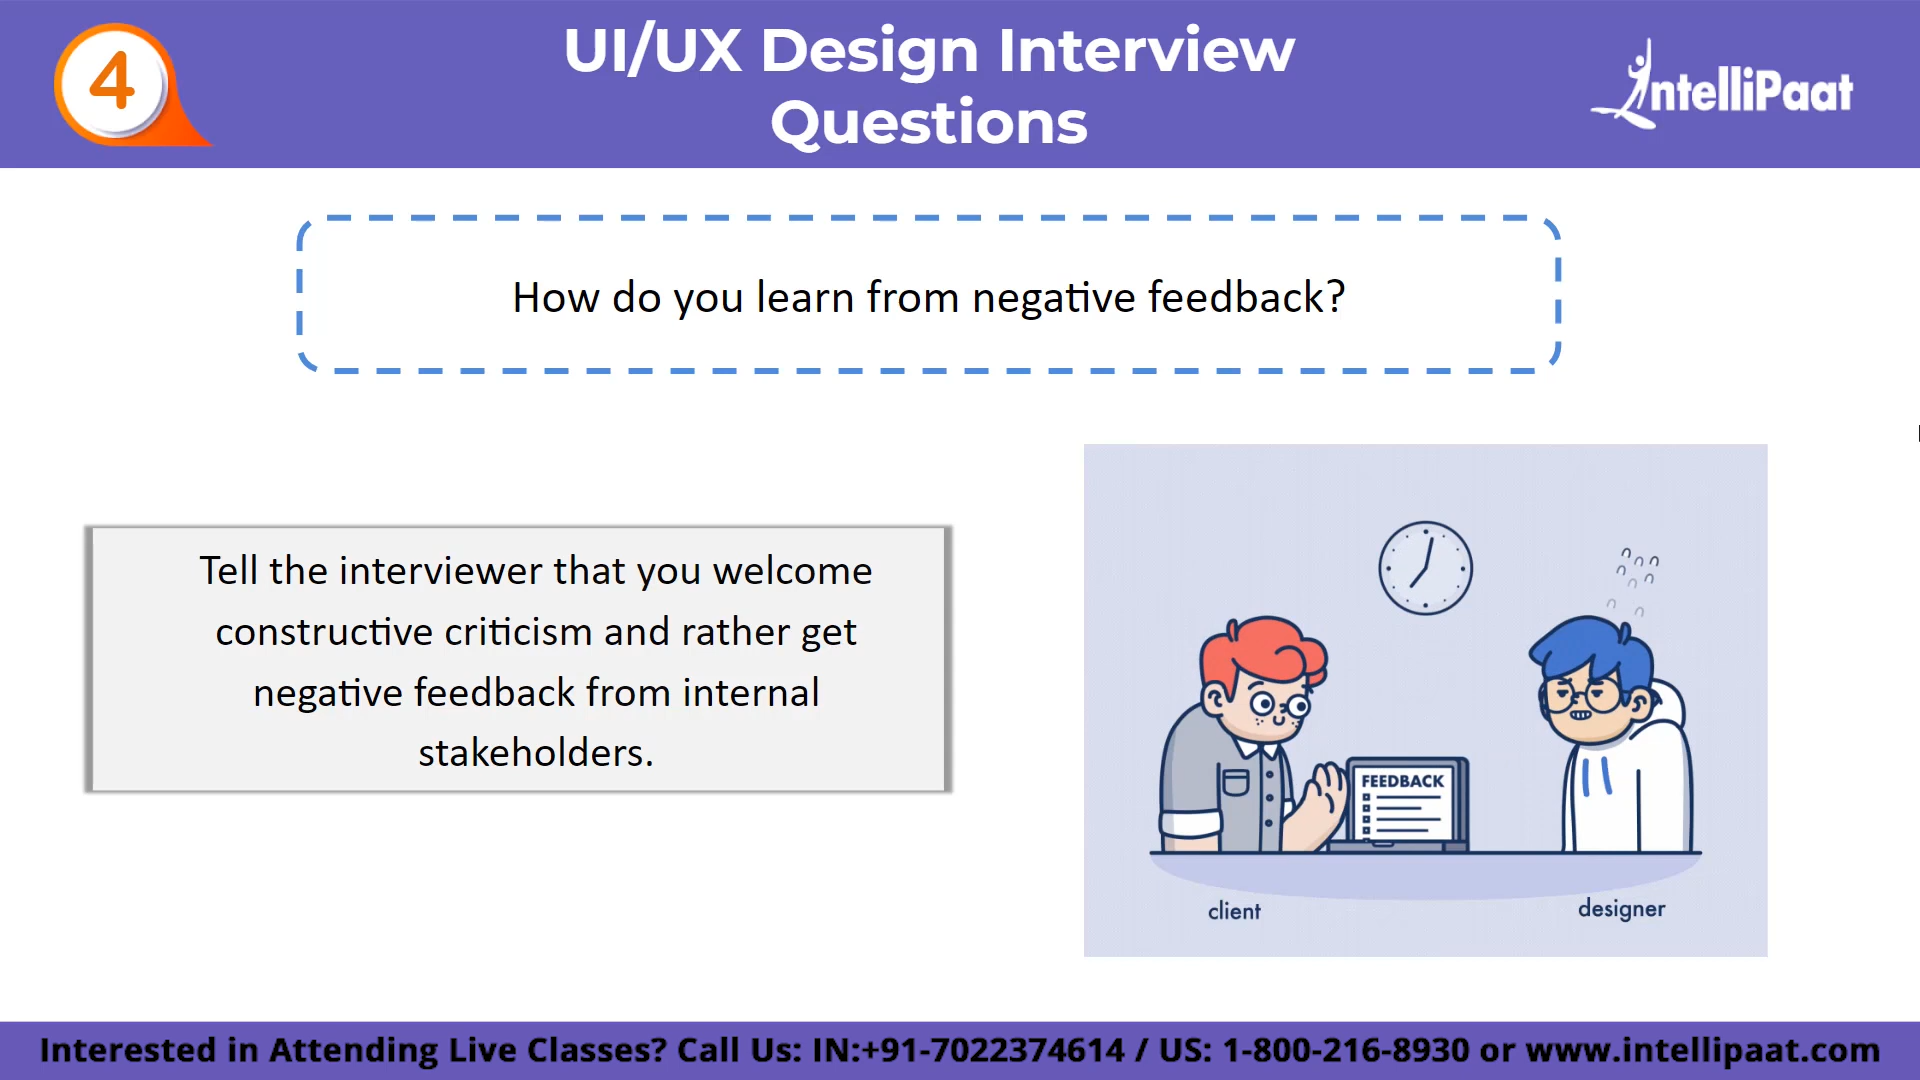 4
UI/UX Design Interview
Questions
IntelliPaat
How do you learn from negative feedback?
Tell the interviewer that you welcome
constructive criticism and rather get
negative feedback from internal
stakeholders.
FEEDBACK
client
designer
Interested in Attending Live Classes? Call Us: IN:+91-7022374614 / US: 1-800-216-8930 or www.intellipaat.com